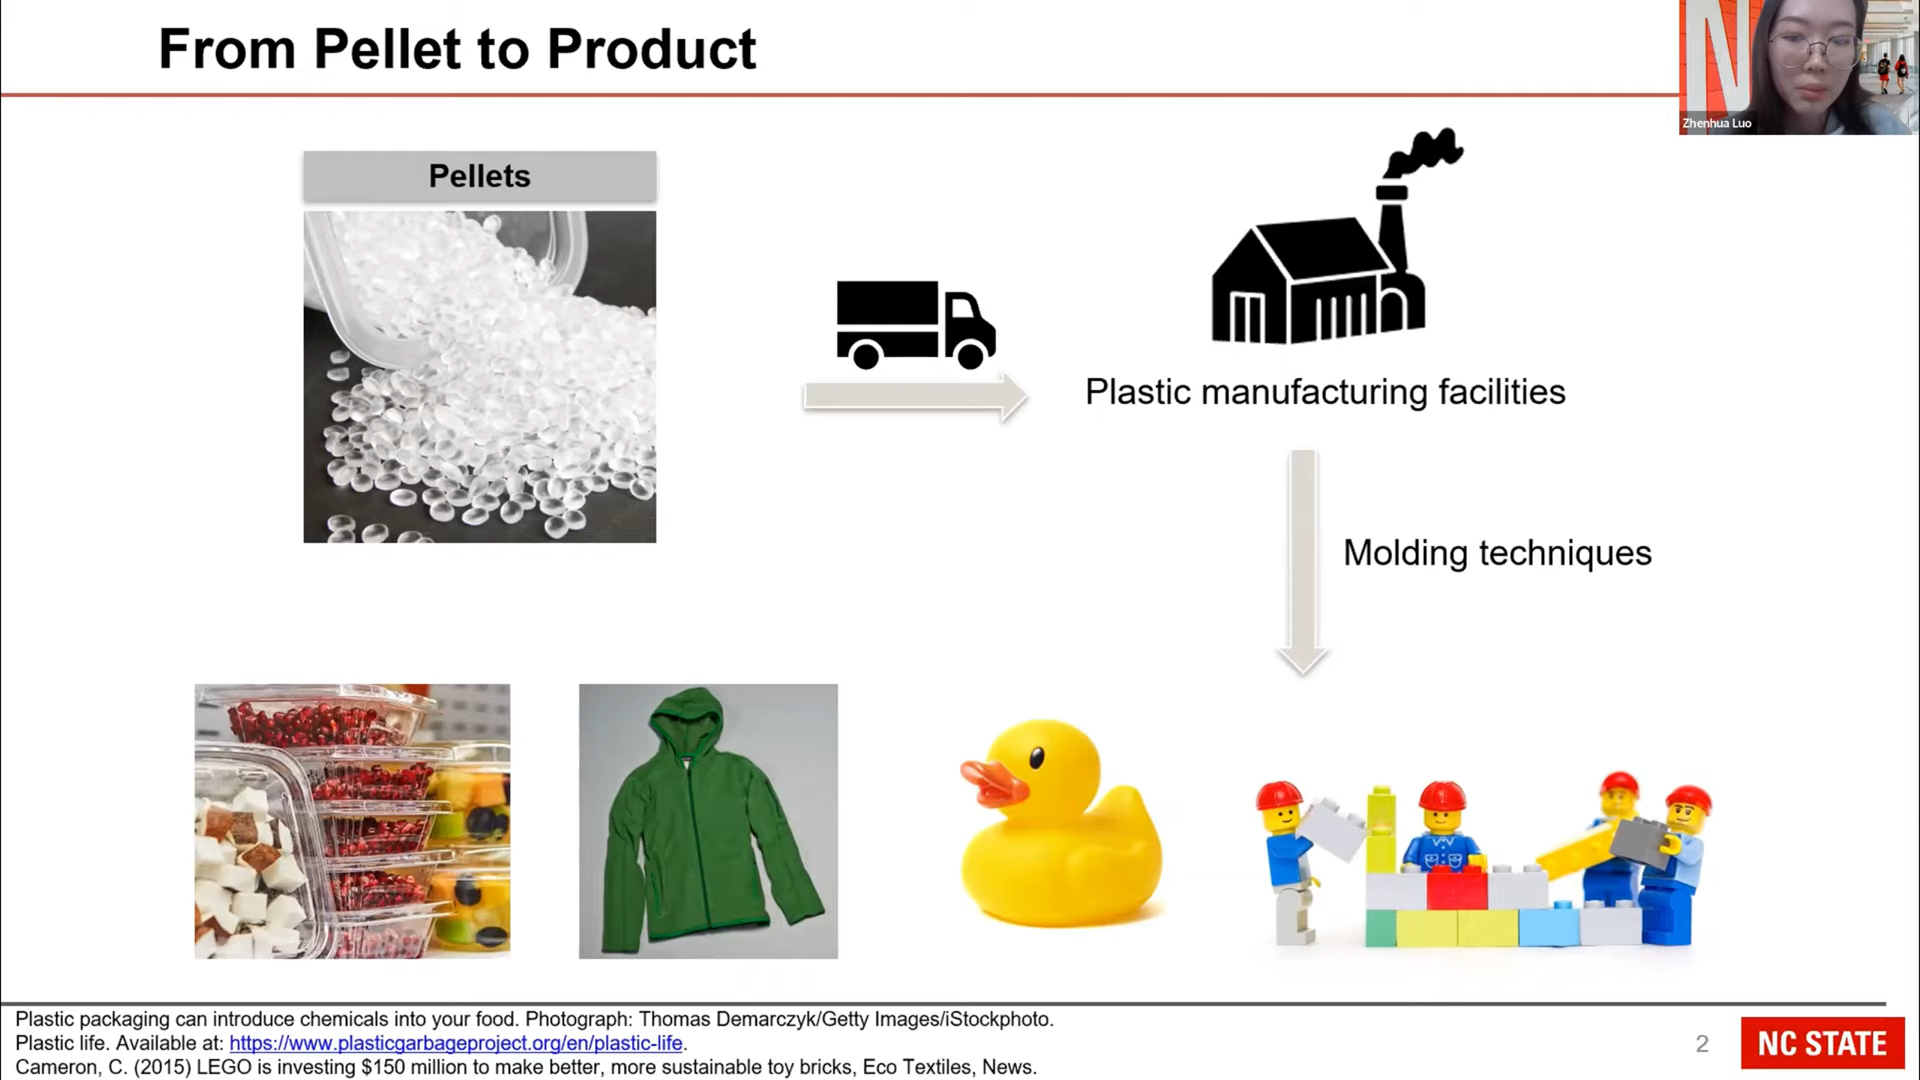 From Pellet to Product
Zhenhua Luo
Pellets
Plastic manufacturing facilities
Molding techniques
Plastic packaging can introduce chemicals into your food. Photograph: Thomas Demarczyk/Getty Images/iStockphoto.
Plastic life. Available at: https://www.plasticgarbageproject.org/en/plastic-life.
Cameron, C. (2015) LEGO is investing $150 million to make better, more sustainable toy bricks, Eco Textiles, News.
2
NC STATE
N